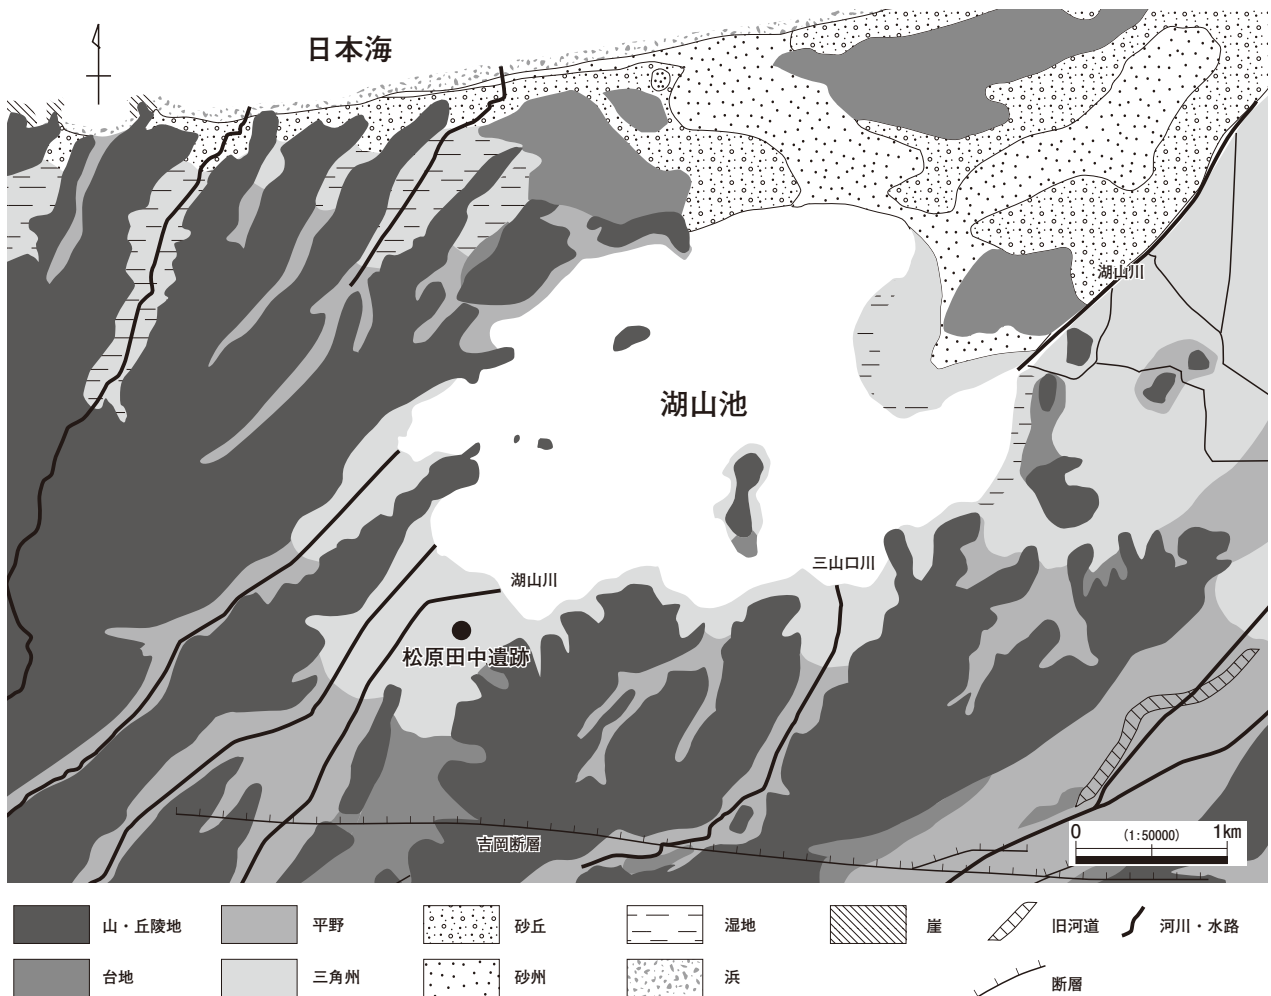 日本海
湖山川
湖山池
三山口川
湖山川
松原田中遺跡
吉岡断層
0 (1:50000) 1km
山・丘陵地
平野
砂丘
湿地
崖
旧河道
河川・水路
台地
三角州
砂州
浜
断層